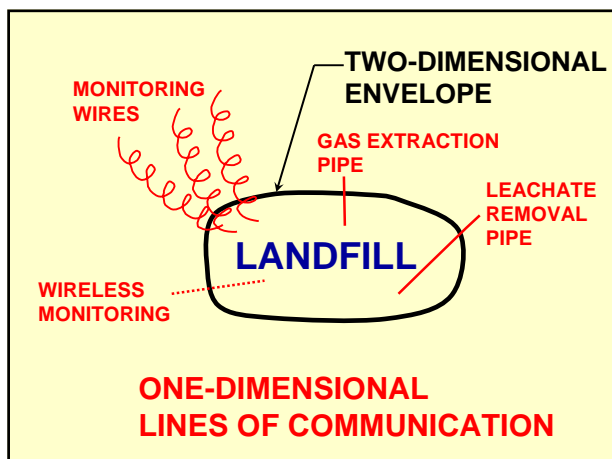 TWO-DIMENSIONAL
ENVELOPE
MONITORING
WIRES
GAS EXTRACTION
PIPE
LEACHATE
REMOVAL
PIPE
LANDFILL
WIRELESS
MONITORING
ONE-DIMENSIONAL
LINES OF COMMUNICATION